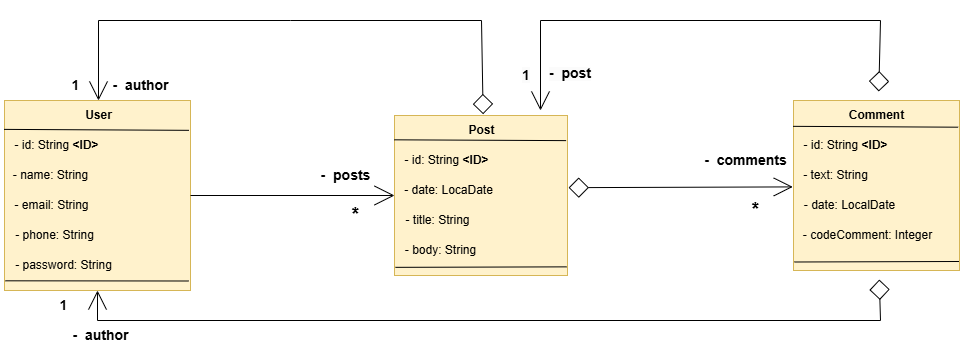 1
- author
User
- id: String <ID>
- name: String
- email: String
- phone: String
- password: String
1
- author
- posts
*
Post
- id: String <ID>
- date: LocaDate
- title: String
- body: String
1
- post
- comments
*
Comment
- id: String <ID>
- text: String
- date: LocalDate
- codeComment: Integer